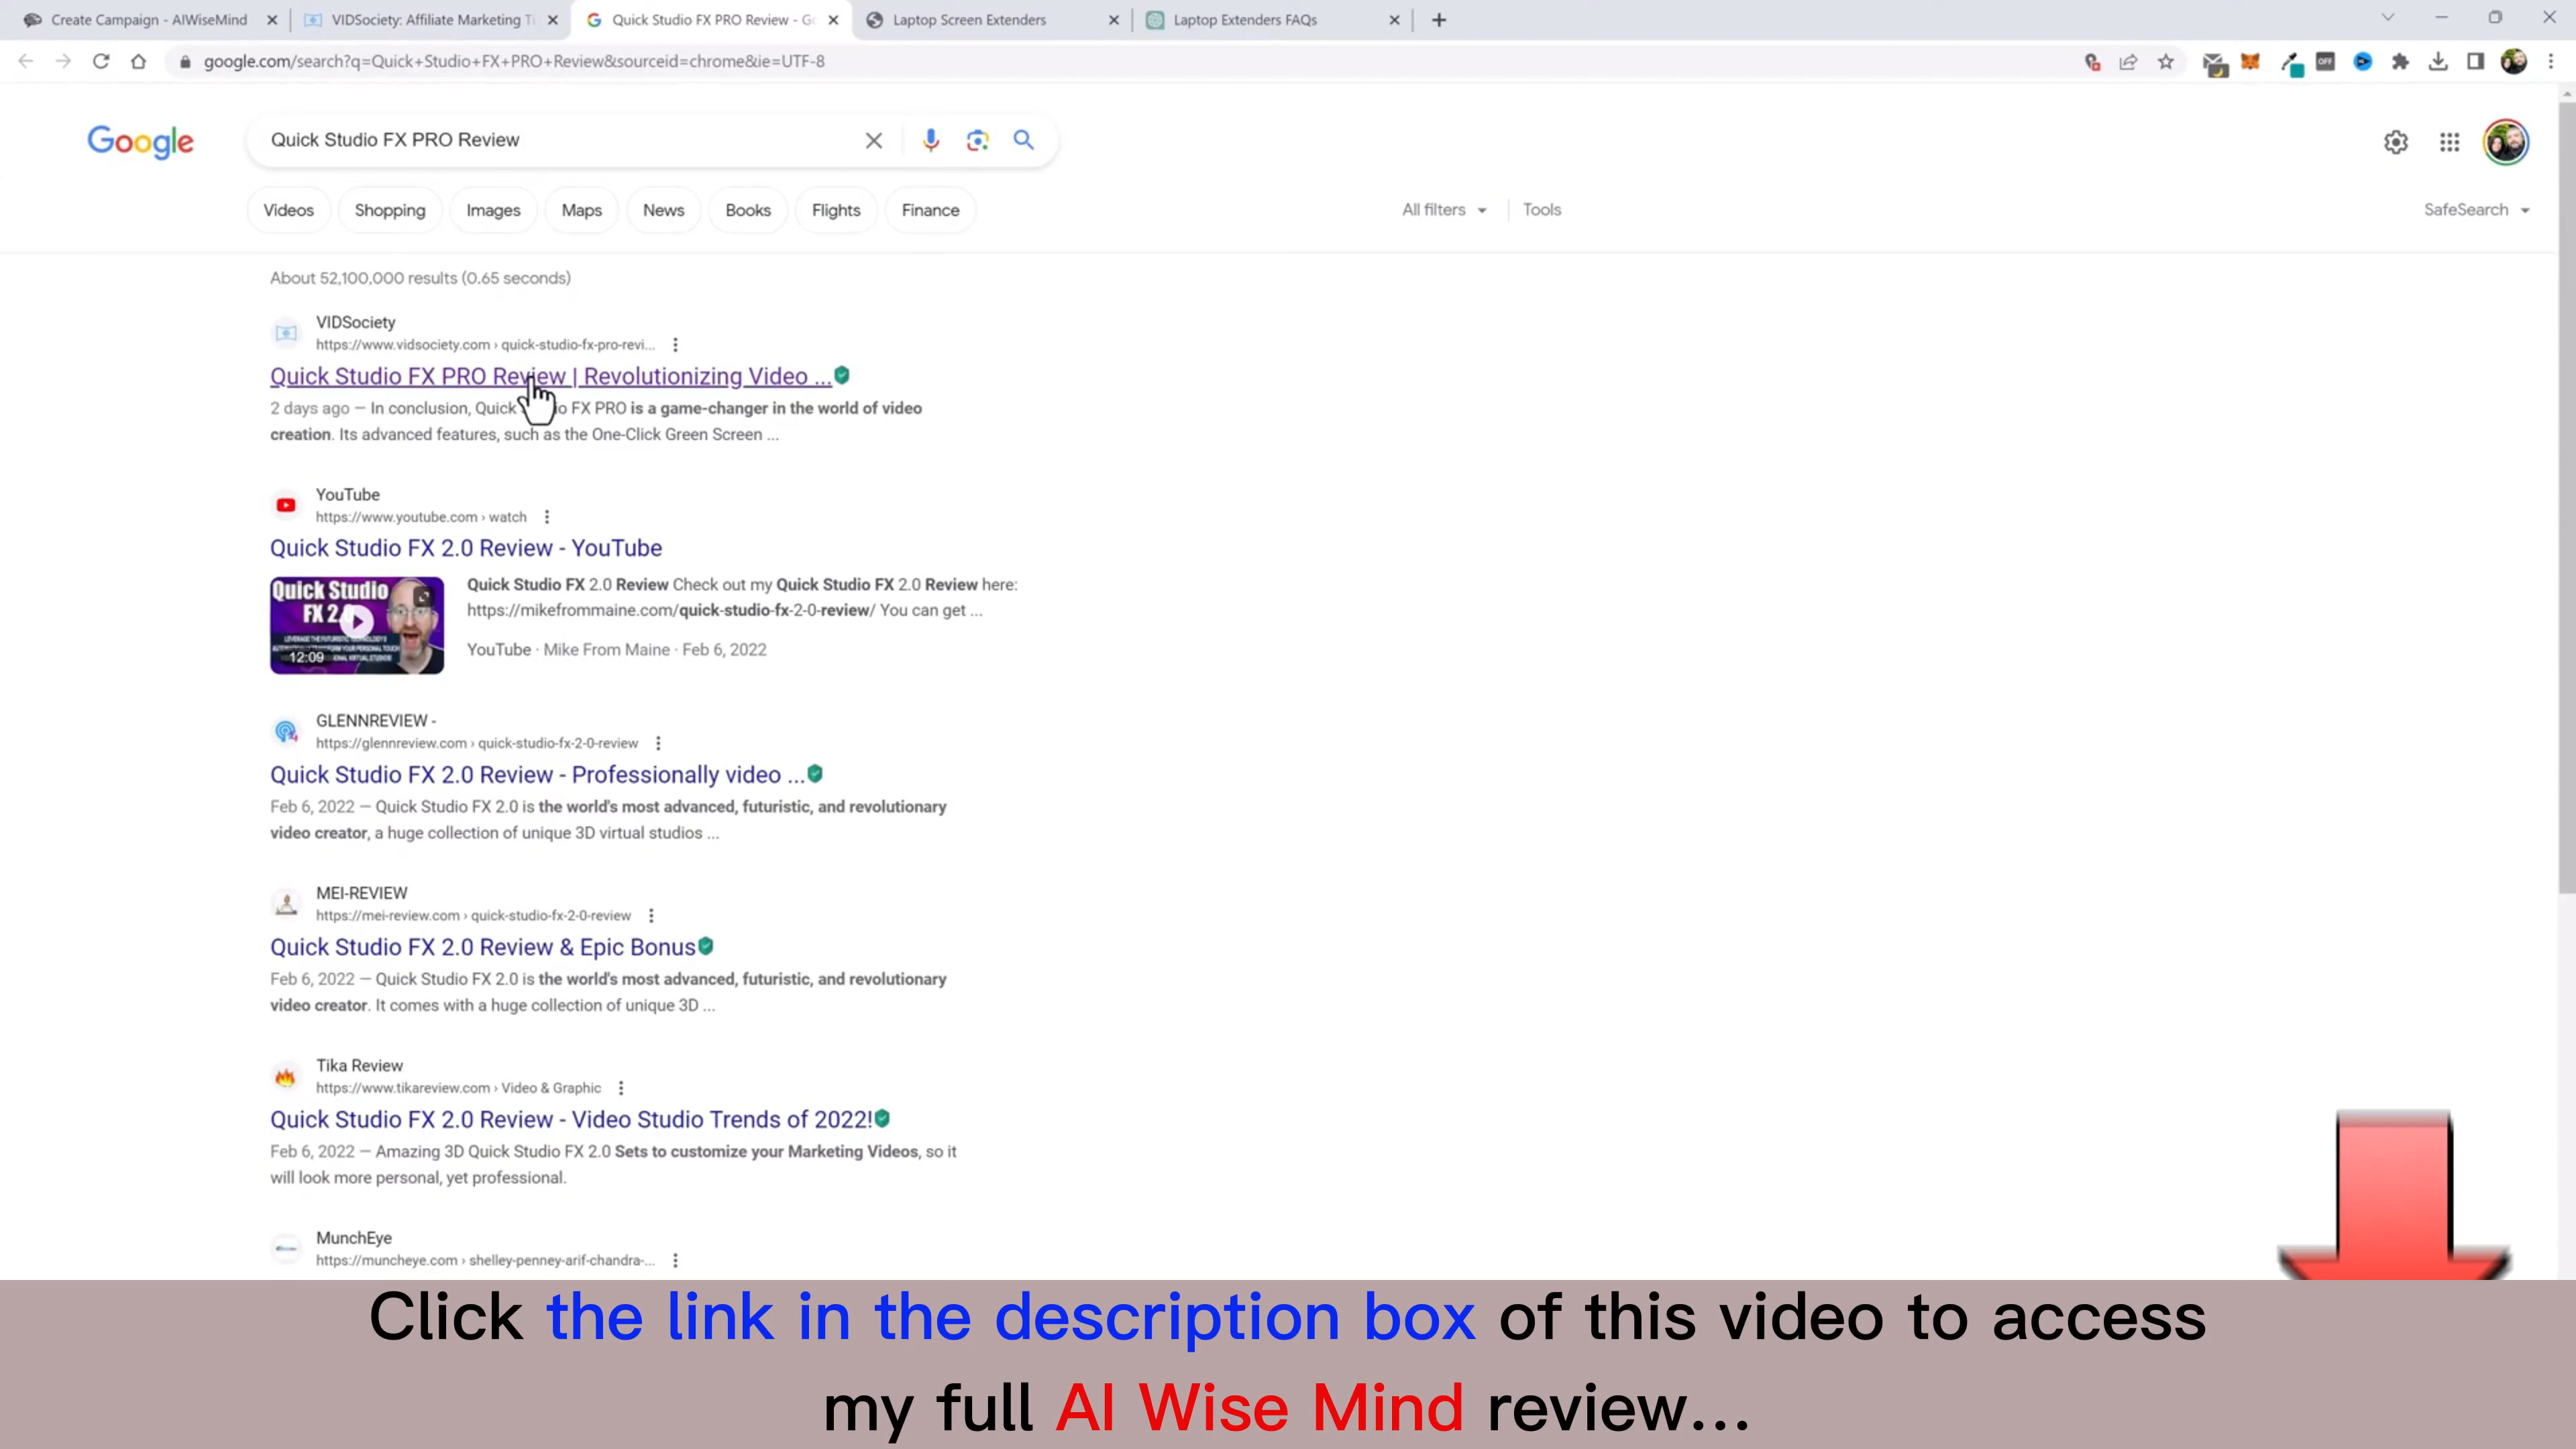 Create Campaign - AIWiseMind
VIDSociety: Affiliate Marketing Ti
Quick Studio FX PRO Review - Go
Laptop Screen Extenders
Laptop Extenders FAQs
google.com/search?q=Quick+Studio+FX+PRO+Review&sourceid=chrome&ie=UTF-8
OFF
Google
Quick Studio FX PRO Review
Videos
Shopping
Images
Maps
News
Books
Flights
Finance
All filters
Tools
SafeSearch
About 52,100,000 results (0.65 seconds)
VIDSociety
https://www.vidsociety.com › quick-studio-fx-pro-revi...
Quick Studio FX PRO Review | Revolutionizing Video ...
2 days ago — In conclusion, Quick FX PRO is a game-changer in the world of video
creation. Its advanced features, such as the One-Click Green Screen ...
YouTube
https://www.youtube.com › watch
Quick Studio FX 2.0 Review - YouTube
Quick Studio
FX 2.
12:09
Quick Studio FX 2.0 Review Check out my Quick Studio FX 2.0 Review here:
https://mikefrommaine.com/quick-studio-fx-2-0-review/ You can get ...
YouTube · Mike From Maine · Feb 6, 2022
GLENNREVIEW -
https://glennreview.com › quick-studio-fx-2-0-review
Quick Studio FX 2.0 Review - Professionally video ...
Feb 6, 2022 — Quick Studio FX 2.0 is the world's most advanced, futuristic, and revolutionary
video creator, a huge collection of unique 3D virtual studios ...
MEI-REVIEW
https://mei-review.com › quick-studio-fx-2-0-review
Quick Studio FX 2.0 Review & Epic Bonus
Feb 6, 2022 — Quick Studio FX 2.0 is the world's most advanced, futuristic, and revolutionary
video creator. It comes with a huge collection of unique 3D ...
Tika Review
https://www.tikareview.com › Video & Graphic
Quick Studio FX 2.0 Review - Video Studio Trends of 2022!
Feb 6, 2022 — Amazing 3D Quick Studio FX 2.0 Sets to customize your Marketing Videos, so it
will look more personal, yet professional.
MunchEye
https://muncheye.com › shelley-penney-arif-chandra-...
Click the link in the description box of this video to access
my full AI Wise Mind review...